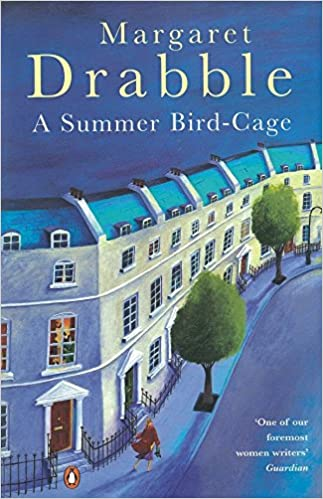 Margaret
Drabble
A Summer Bird-Cage
'One of our
foremost
women writers'
Guardian